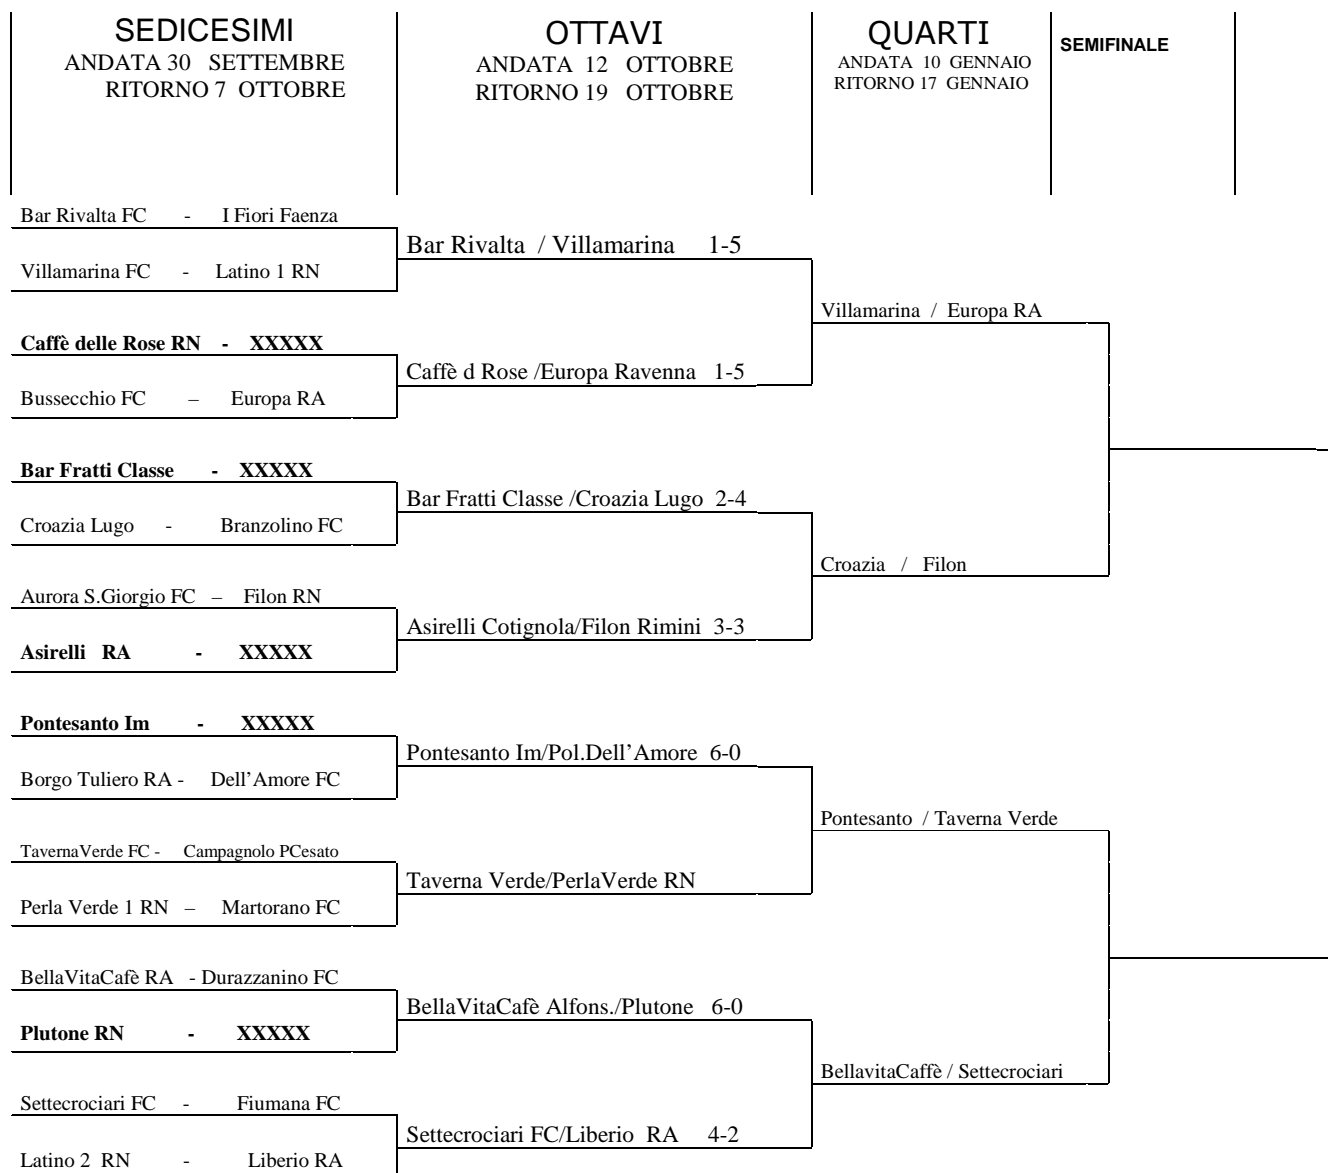 SEDICESIMI
ANDATA 30 SETTEMBRE
RITORNO 7 OTTOBRE
OTTAVI
ANDATA 12 OTTOBRE
RITORNO 19 OTTOBRE
QUARTI
ANDATA 10 GENNAIO
RITORNO 17 GENNAIO
SEMIFINALE
Bar Rivalta FC - I Fiori Faenza
Villamarina FC - Latino 1 RN
Caffè delle Rose RN - XXXXX
Bussecchio FC – Europa RA
Bar Fratti Classe - XXXXX
Croazia Lugo - Branzolino FC
Aurora S.Giorgio FC – Filon RN
Asirelli RA - XXXXX
Pontesanto Im - XXXXX
Borgo Tuliero RA - Dell'Amore FC
TavernaVerde FC - Campagnolo PCesato
Perla Verde 1 RN – Martorano FC
BellaVitaCafè RA - Durazzanino FC
Plutone RN - XXXXX
Settecrociari FC - Fiumana FC
Latino 2 RN - Liberio RA
Bar Rivalta / Villamarina 1-5
Caffè d Rose /Europa Ravenna 1-5
Bar Fratti Classe /Croazia Lugo 2-4
Asirelli Cotignola/Filon Rimini 3-3
Pontesanto Im/Pol.Dell'Amore 6-0
Taverna Verde/PerlaVerde RN
BellaVitaCafè Alfons./Plutone 6-0
Settecrociari FC/Liberio RA 4-2
Villamarina / Europa RA
Croazia / Filon
Pontesanto / Taverna Verde
BellavitaCaffè / Settecrociari